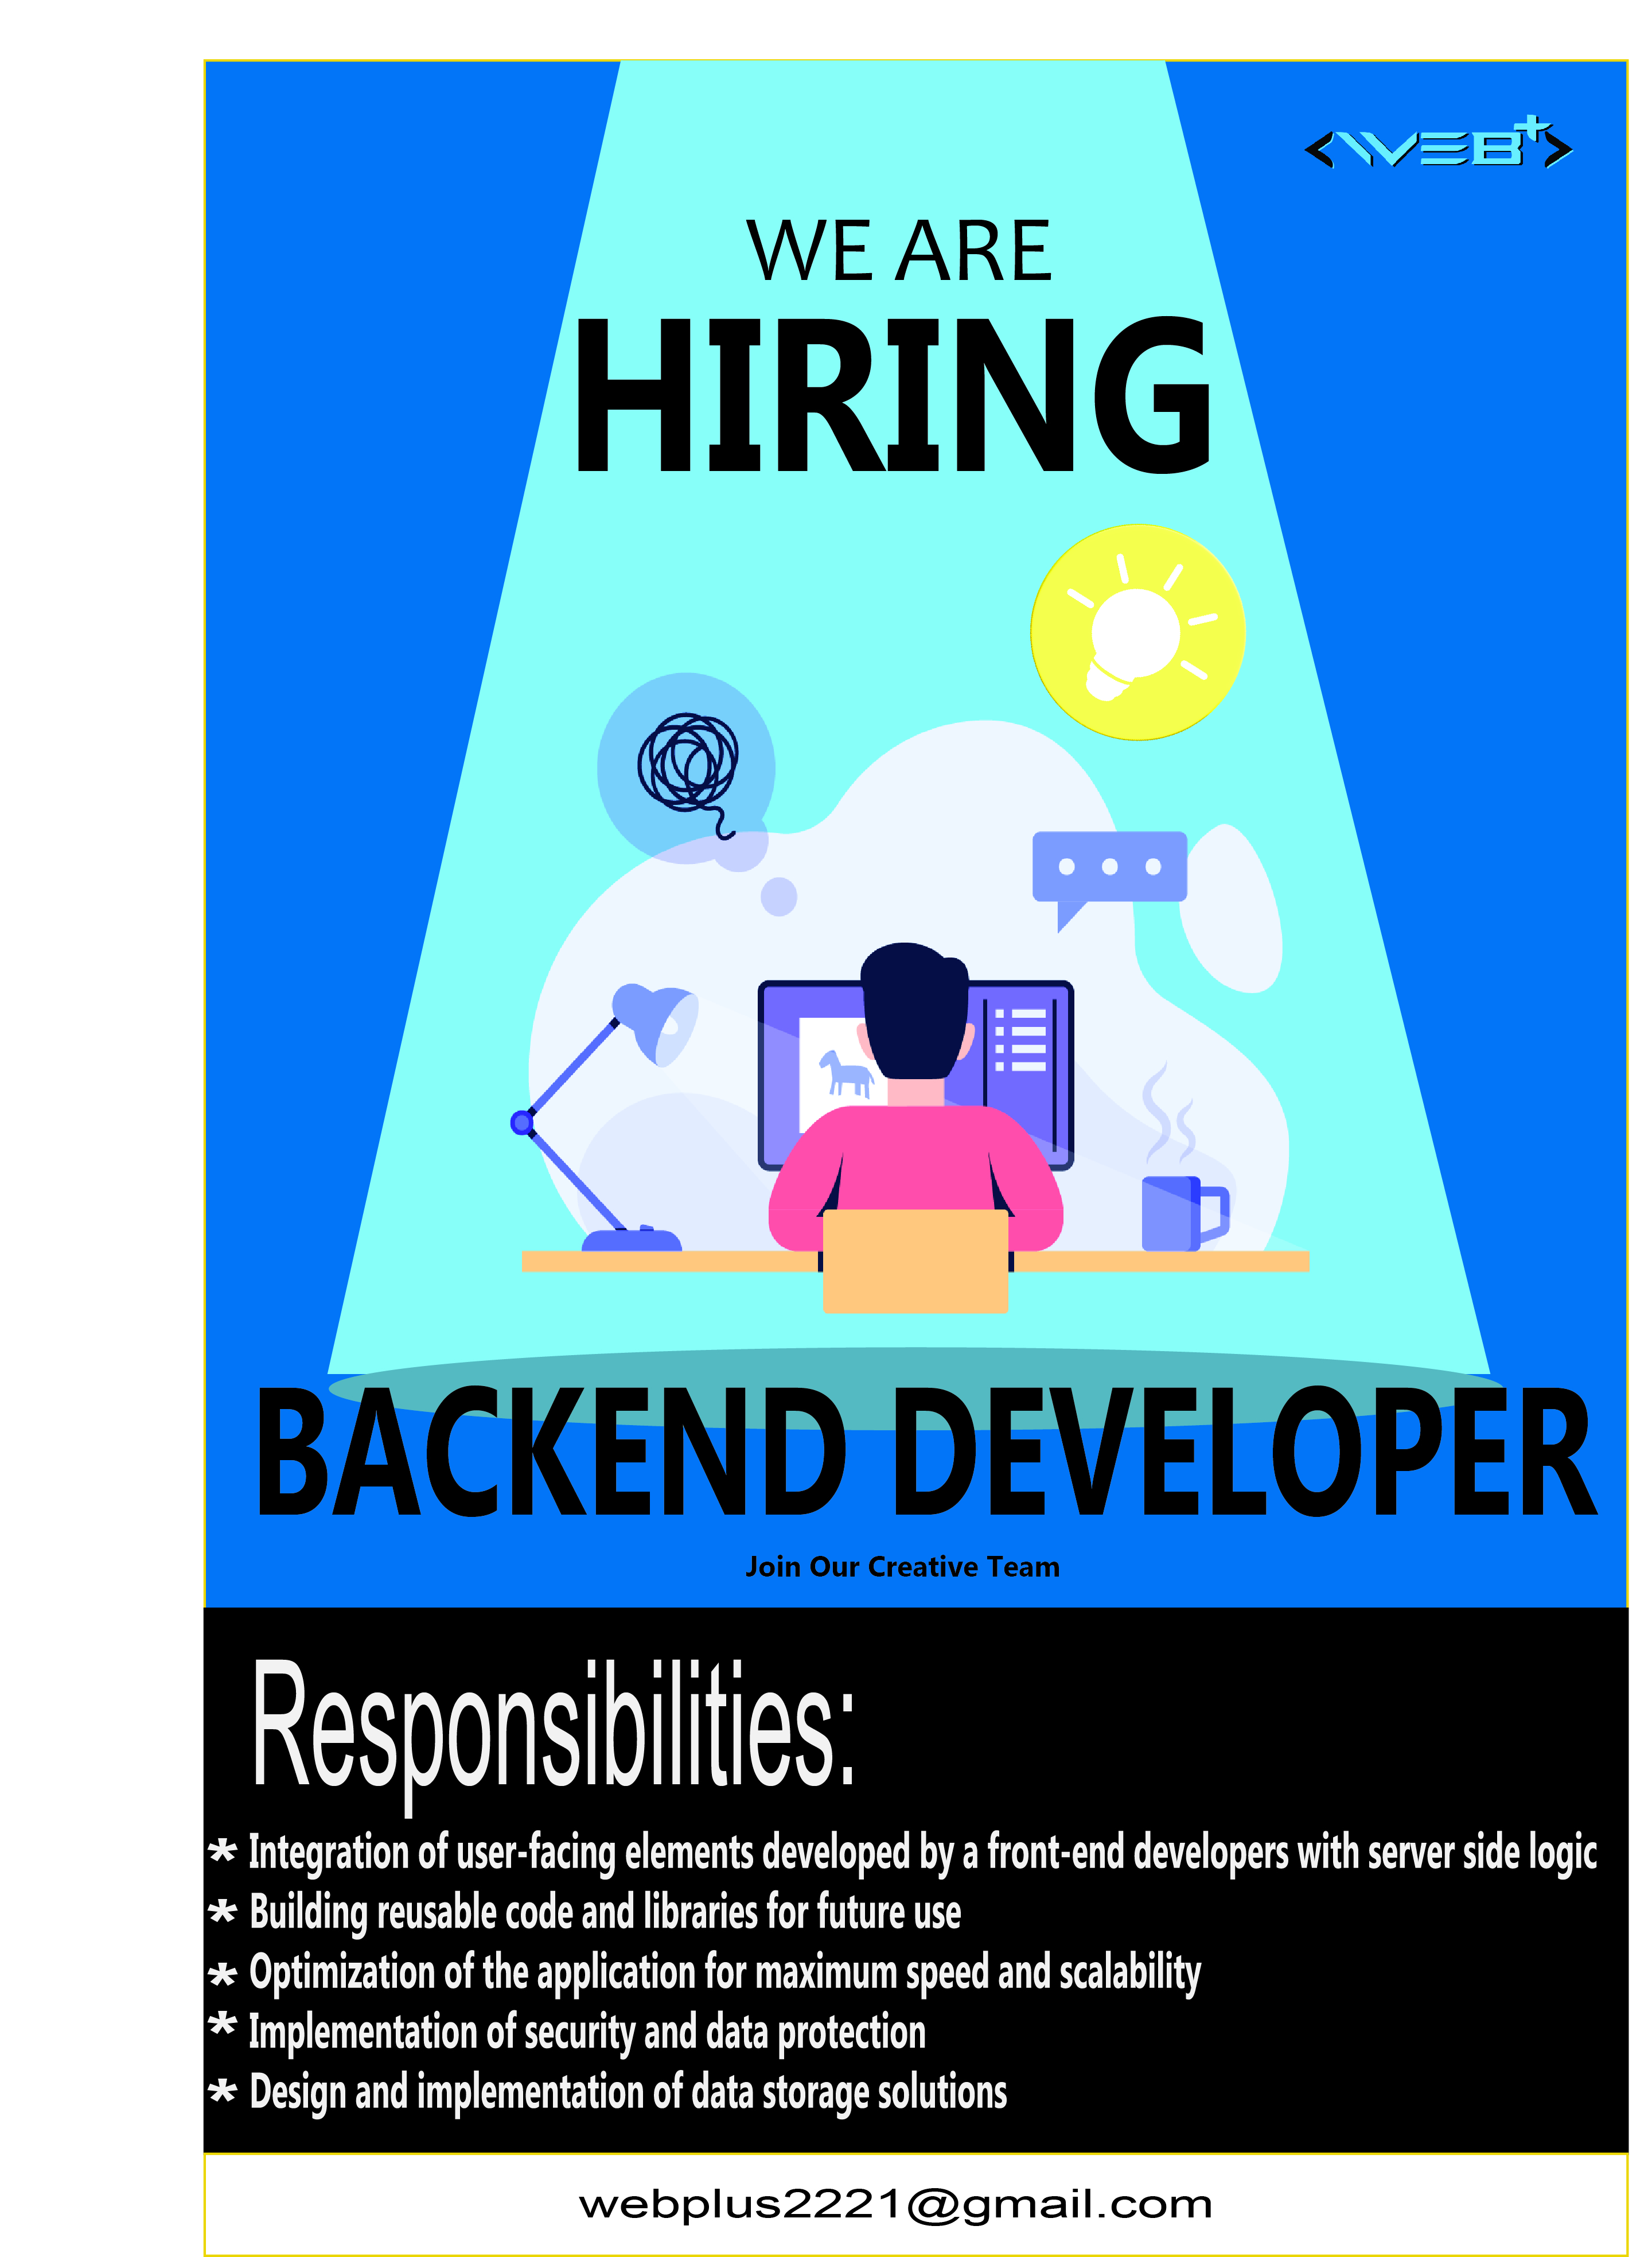 <WEB+>
WE ARE
HIRING
BACKEND DEVELOPER
Join Our Creative Team
Responsibilities:
* Integration of user-facing elements developed by a front-end developers with server side logic
* Building reusable code and libraries for future use
* Optimization of the application for maximum speed and scalability
* Implementation of security and data protection
* Design and implementation of data storage solutions
webplus2221@gmail.com